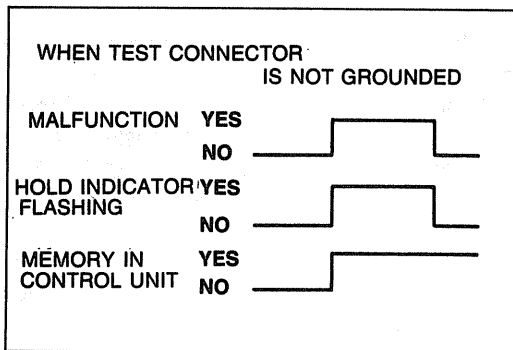 WHEN TEST CONNECTOR
IS NOT GROUNDED
MALFUNCTION YES
NO
HOLD INDICATOR YES
FLASHING
NO
MEMORY IN YES
CONTROL UNIT NO